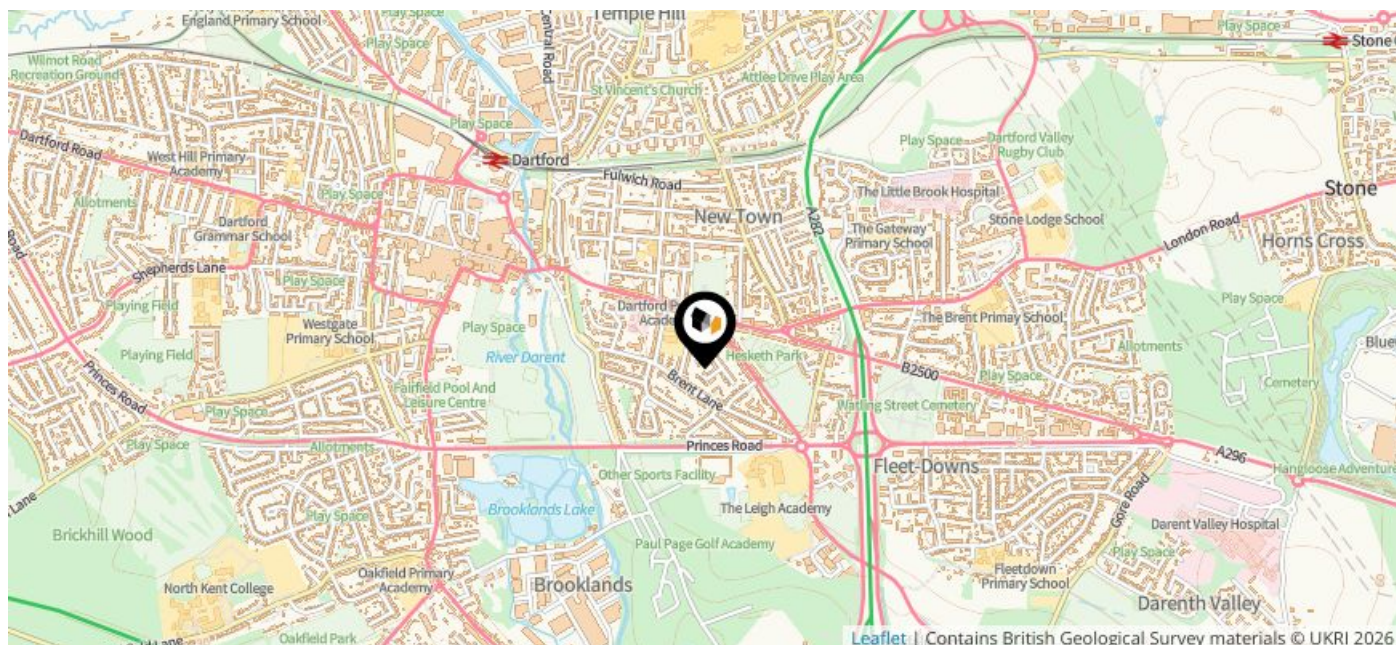 England Primary School
Play Space
Temple Hill
Central Road
Play Space
Stone
Wilmot Road
Recreation Ground
Play Space
Attlee Drive Play Area
St Vincent's Church
Play Space
Dartford Road
West Hill Primary
Academy
Dartford
Fulwich Road
Play Space
Dartford Valley
Rugby Club
Allotments
Play Space
New Town
A282
The Little Brook Hospital
Stone
Road
Dartford
Grammar School
The Gateway
Primary School
Stone Lodge School
London Road
Horns Cross
Shepherds Lane
Play Space
Playing Field
Dartford
Academy
The Brent Primay School
Play Space
Westgate
Primary School
Play Space
Playing Field
River Darent
Hesketh Park
Allotments
Princes Road
Brent Lane
B2500
Play Space
Cemetery
Fairfield Pool And
Leisure Centre
Watling Street Cemetery
Play Space
Play Space
Allotments
Princes Road
A296
Fleet-Downs
Hangloose Adventure
Other Sports Facility
Lane
Brooklands Lake
The Leigh Academy
Gore Road
Play Space
Darent Valley Hospital
Brickhill Wood
Paul Page Golf Academy
Play Space
North Kent College
Oakfield Primary
Academy
Brooklands
Fleetdown
Primary School
Darenth Valley
Oakfield Park
Lane
Leaflet | Contains British Geological Survey materials © UKRI 2026